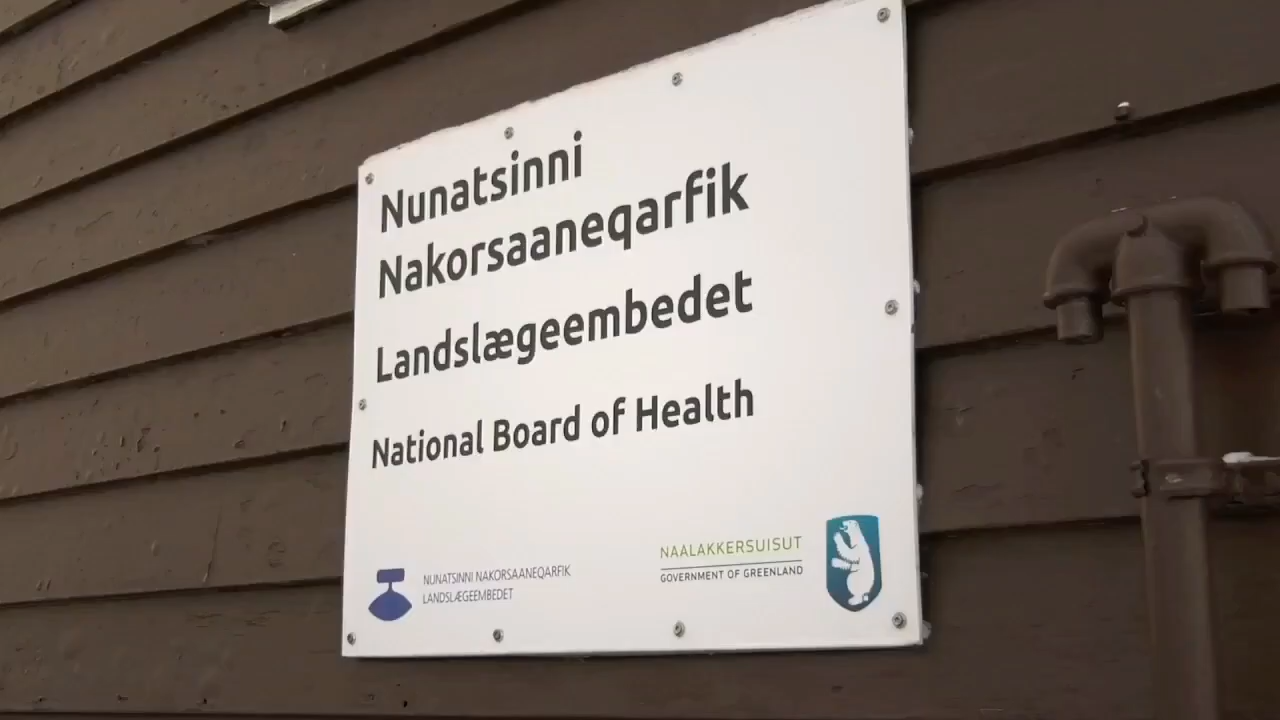 Nunatsinni
Nakorsaaneqarfik
Landslægeembedet
National Board of Health
NUNATSINNI NAKORSAANEQARFIK
LANDSLÆGEEMBEDET
NAALAKKERSUISUT
GOVERNMENT OF GREENLAND